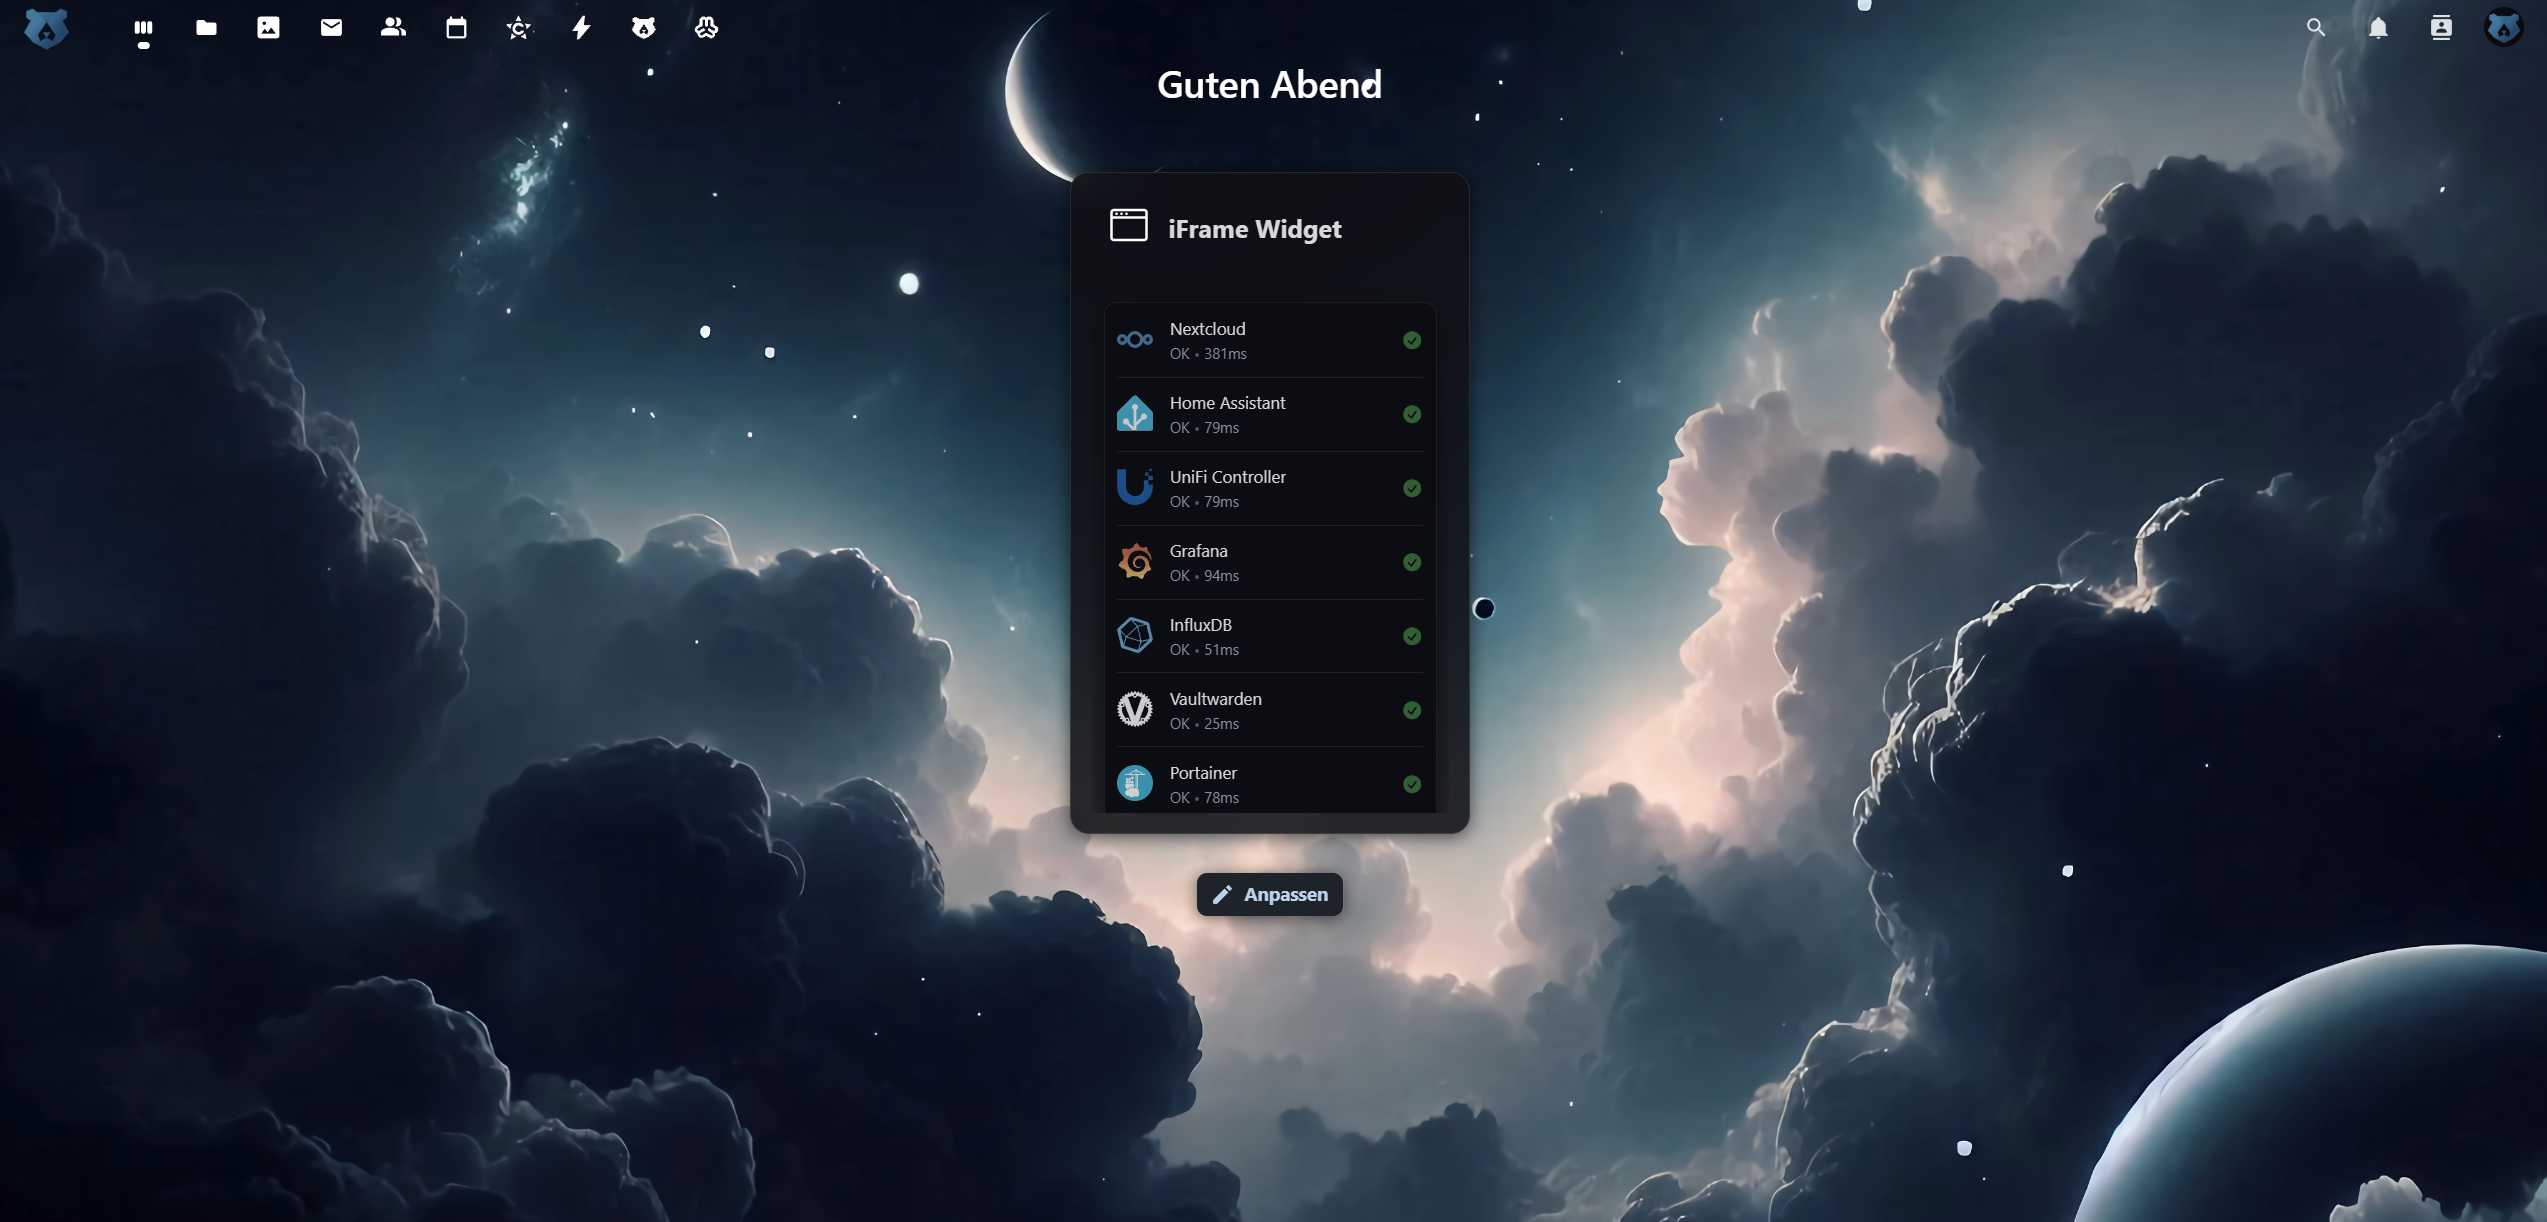 Guten Abend
iFrame Widget
Nextcloud
OK • 381ms
Home Assistant
OK • 79ms
UniFi Controller
OK • 79ms
Grafana
OK • 94ms
InfluxDB
OK • 51ms
Vaultwarden
OK • 25ms
Portainer
OK • 78ms
Anpassen